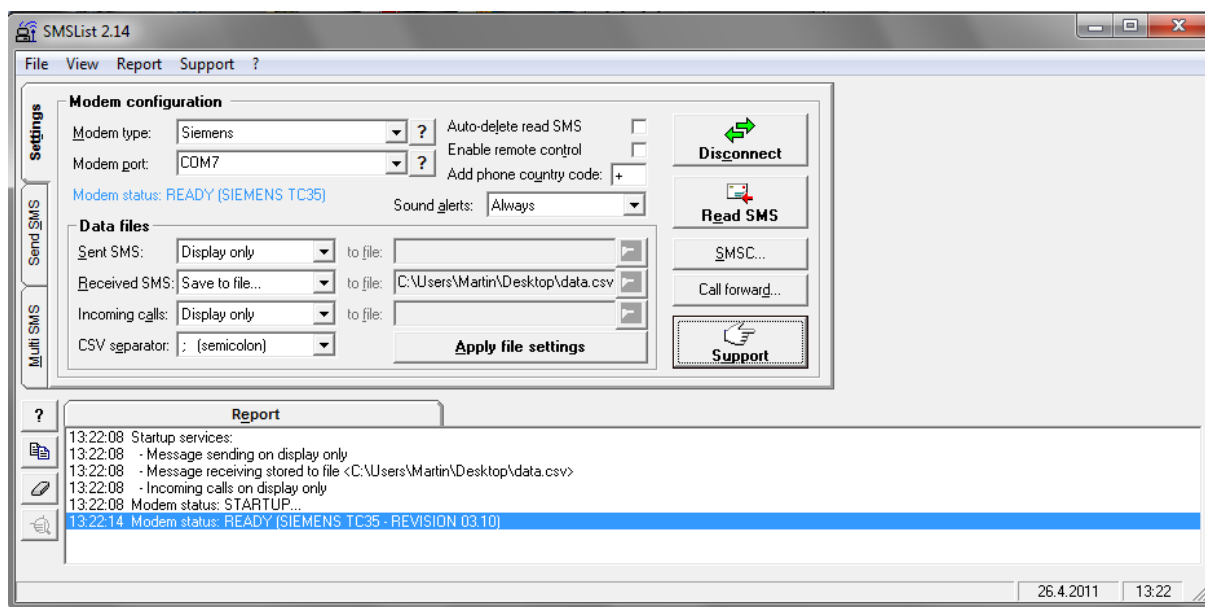 SMSList 2.14
File View Report Support ?
Settings
Send SMS
Multi SMS
Modem configuration
Modem type: Siemens ?
Modem port: COM7 ?
Modem status: READY (SIEMENS TC35)
Auto-delete read SMS
Enable remote control
Add phone country code: +
Sound alerts: Always
Data files
Sent SMS: Display only to file:
Received SMS: Save to file... to file: C:\Users\Martin\Desktop\data.csv
Incoming calls: Display only to file:
CSV separator: ; (semicolon) Apply file settings
Disconnect
Read SMS
SMSC...
Call forward...
Support
?
Report
13:22:08 Startup services:
13:22:08 - Message sending on display only
13:22:08 - Message receiving stored to file <C:\Users\Martin\Desktop\data.csv>
13:22:08 - Incoming calls on display only
13:22:08 Modem status: STARTUP...
13:22:14 Modem status: READY (SIEMENS TC35 - REVISION 03.10)
26.4.2011 13:22